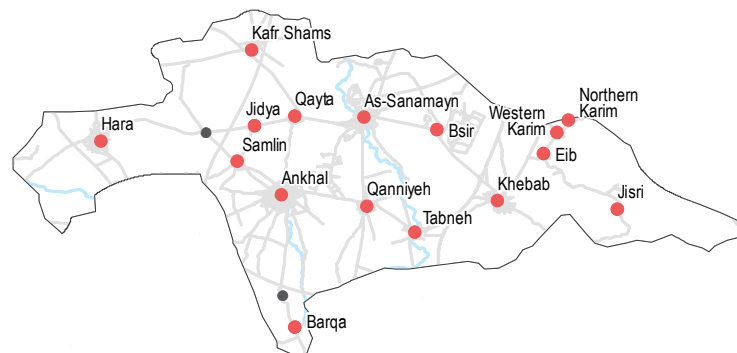 Kafr Shams
Hara
Jidya
Qayta
As-Sanamayn
Northern
Karim
Western
Karim
Bsir
Samlin
Eib
Ankhal
Qanniyeh
Khebab
Jisri
Tabneh
Barqa